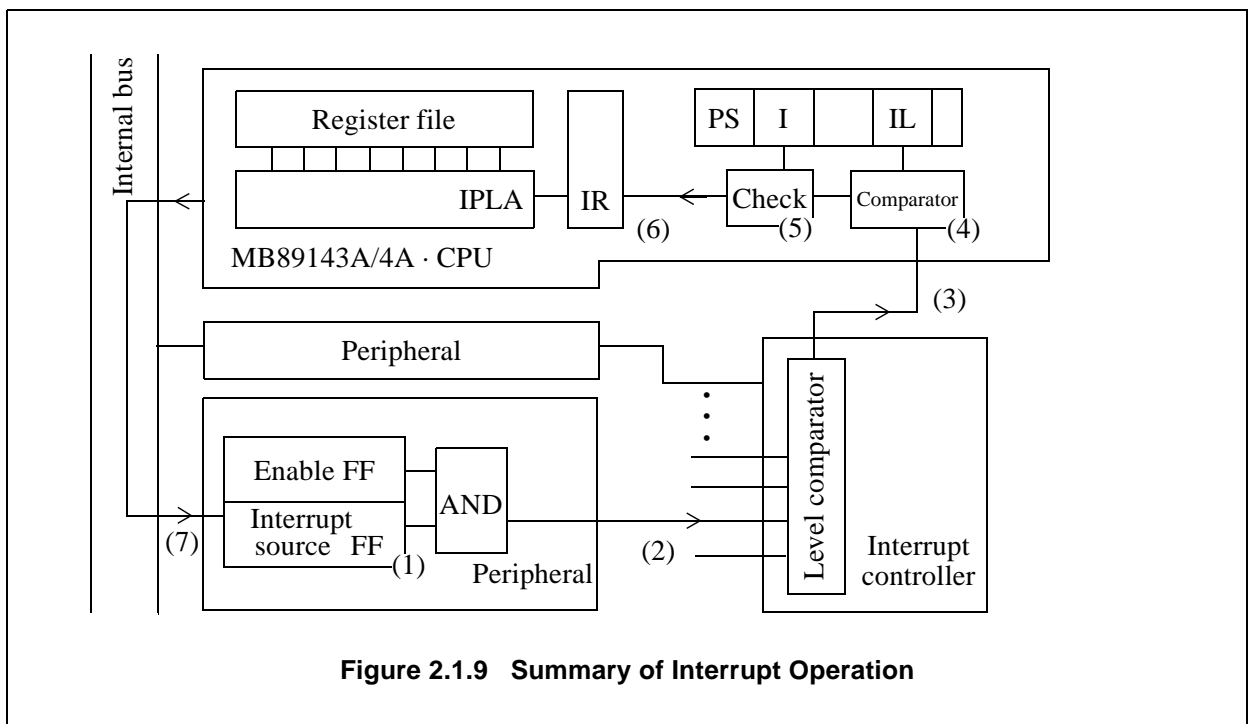 Internal bus
Register file
PS I IL
IPLA
IR
Check
Comparator
(6)
(5)
(4)
MB89143A/4A · CPU
(3)
Peripheral
Level comparator
Enable FF
AND
Interrupt
source FF
(7)
(1)
(2)
Peripheral
Interrupt
controller
Figure 2.1.9 Summary of Interrupt Operation